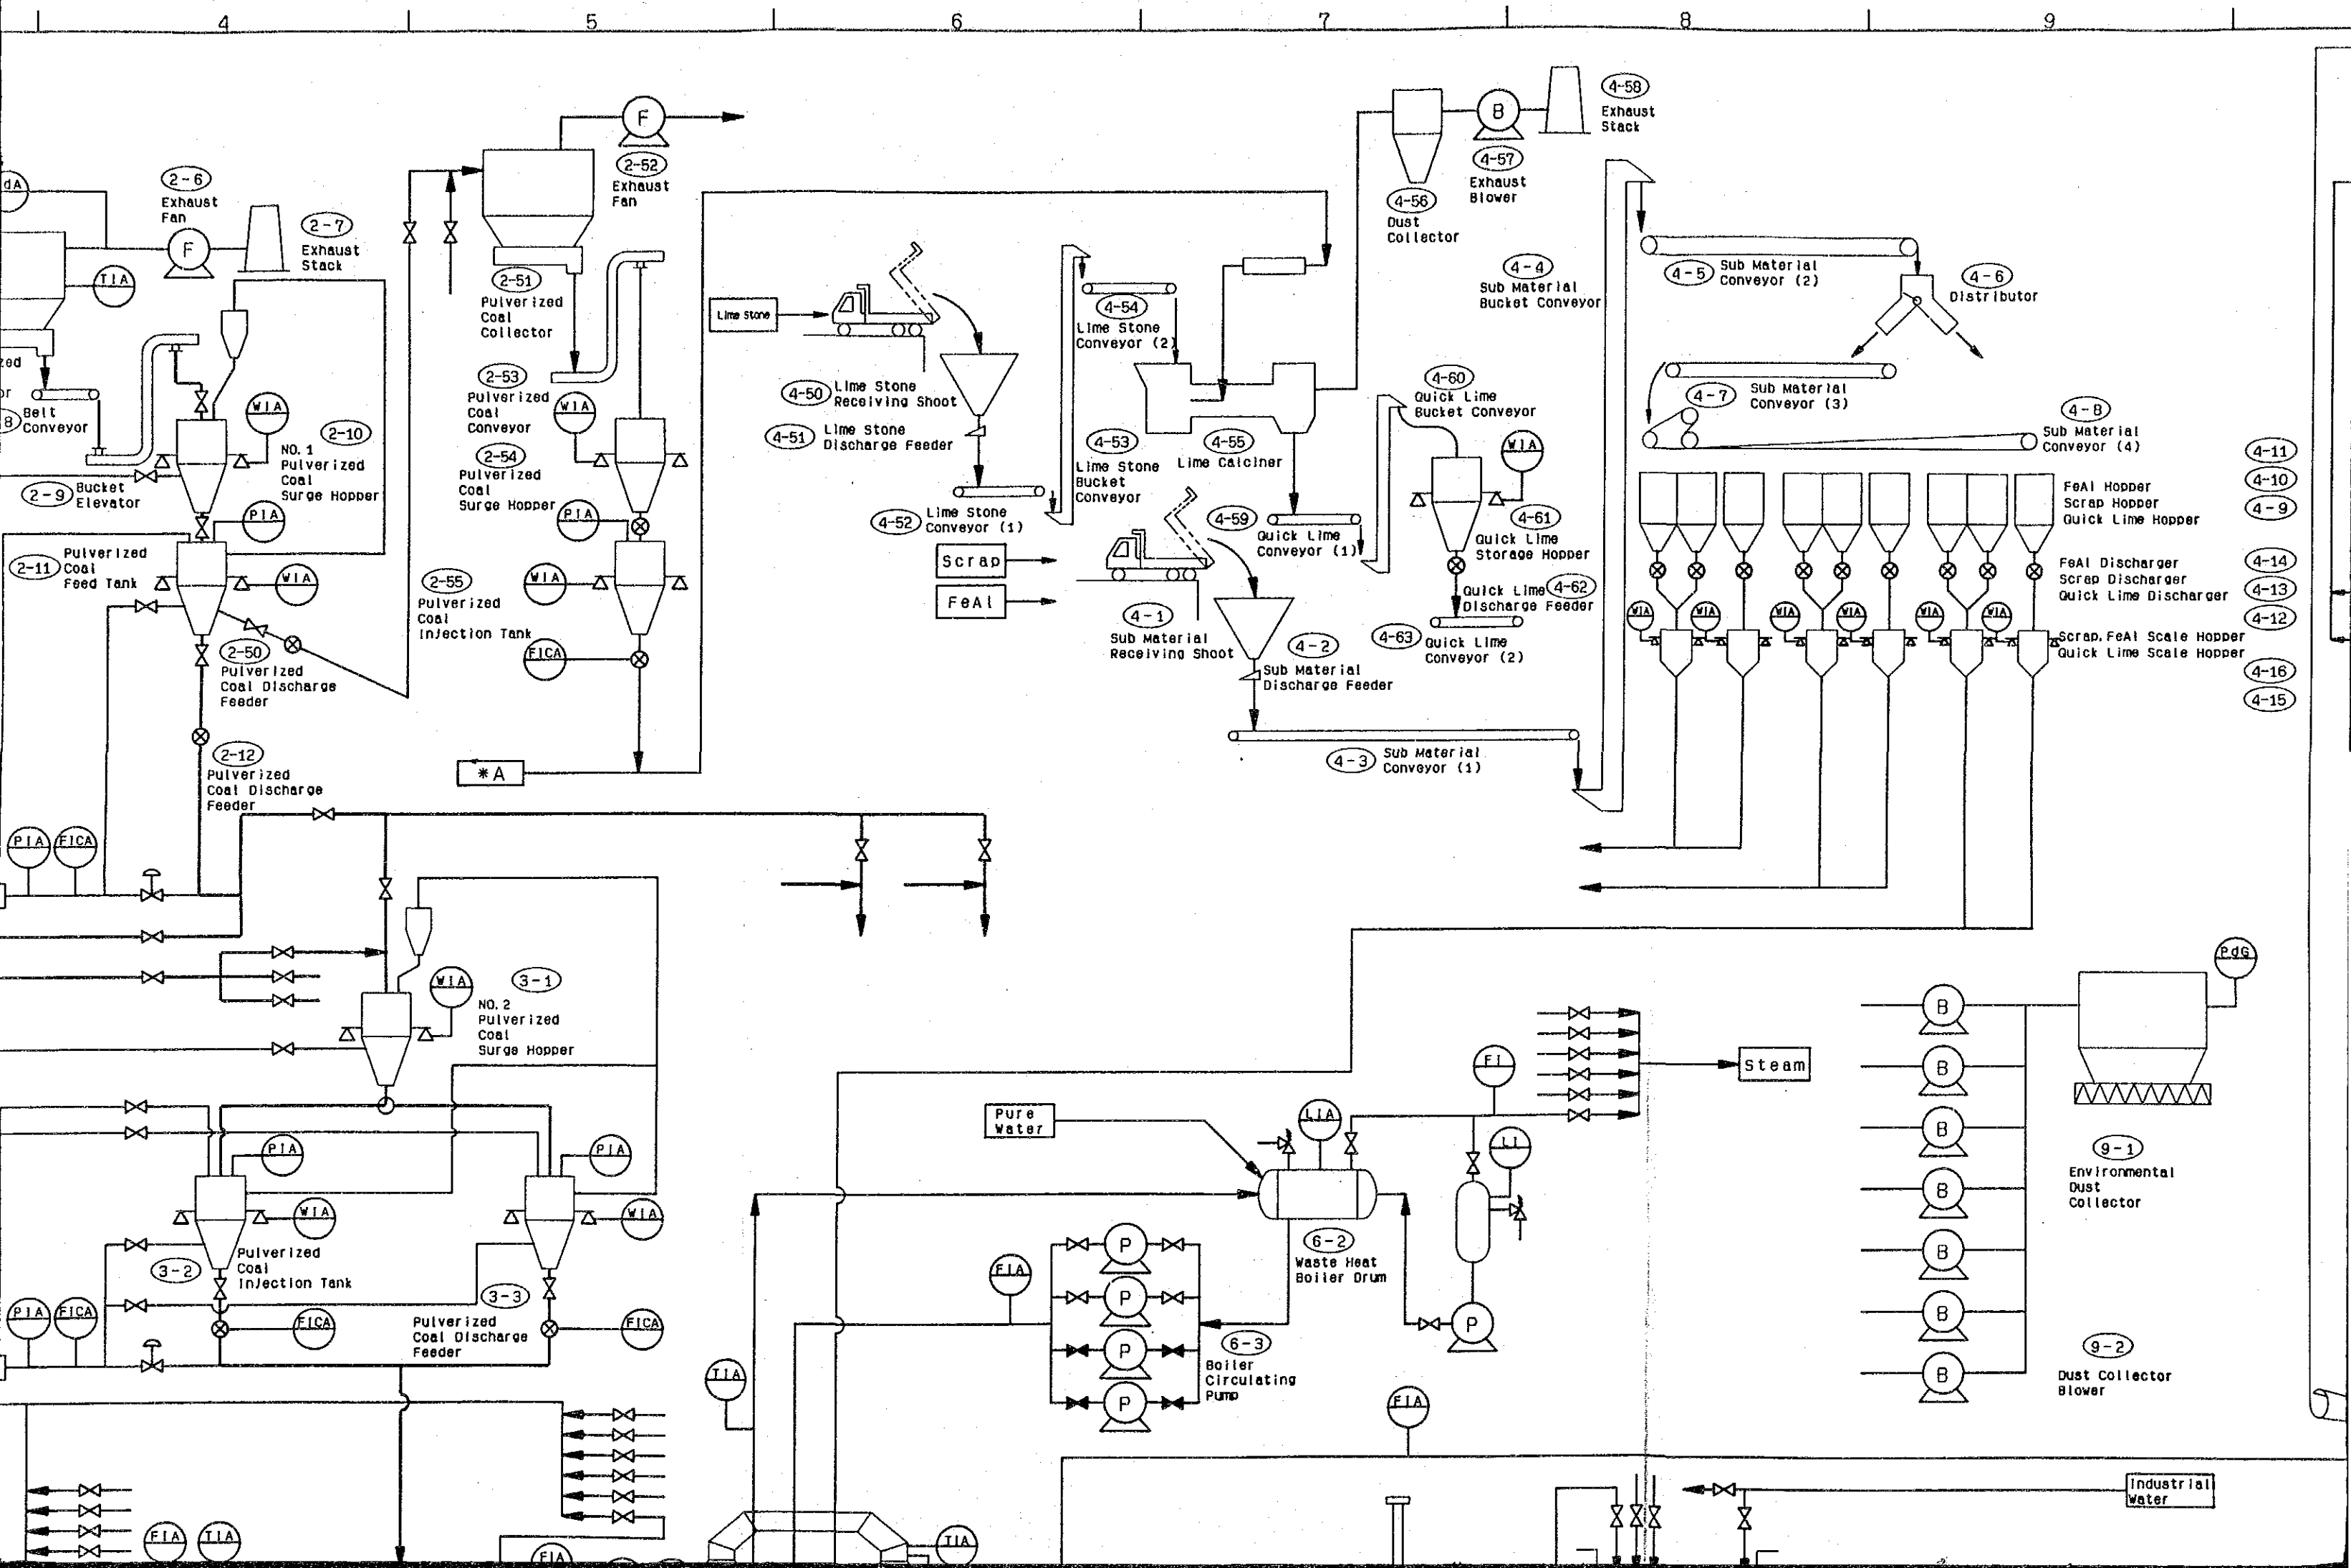 4
5
6
7
8
9
dA
2-6
Exhaust
Fan
F
2-7
Exhaust
Stack
TIA
Belt
Conveyor
8
2-9
Bucket
Elevator
WIA
2-10
NO. 1
Pulverized
Coal
Surge Hopper
PIA
2-11
Pulverized
Coal
Feed Tank
WIA
2-50
Pulverized
Coal Discharge
Feeder
2-12
Pulverized
Coal Discharge
Feeder
PIA
FICA
F
2-52
Exhaust
Fan
2-51
Pulverized
Coal
Collector
2-53
Pulverized
Coal
Conveyor
WIA
2-54
Pulverized
Coal
Surge Hopper
PIA
2-55
Pulverized
Coal
Injection Tank
WIA
FICA
*A
Lime Stone
4-50
Lime Stone
Receiving Shoot
4-51
Lime Stone
Discharge Feeder
4-52
Lime Stone
Conveyor (1)
4-54
Lime Stone
Conveyor (2)
4-53
Lime Stone
Bucket
Conveyor
4-55
Lime Calciner
4-56
Dust
Collector
B
4-57
Exhaust
Blower
4-58
Exhaust
Stack
4-59
Quick Lime
Conveyor (1)
4-60
Quick Lime
Bucket Conveyor
WIA
4-61
Quick Lime
Storage Hopper
4-62
Quick Lime
Discharge Feeder
4-63
Quick Lime
Conveyor (2)
Scrap
FeAl
4-1
Sub Material
Receiving Shoot
4-2
Sub Material
Discharge Feeder
4-3
Sub Material
Conveyor (1)
4-4
Sub Material
Bucket Conveyor
4-5
Sub Material
Conveyor (2)
4-6
Distributor
4-7
Sub Material
Conveyor (3)
4-8
Sub Material
Conveyor (4)
4-11
4-10
4-9
FeAl Hopper
Scrap Hopper
Quick Lime Hopper
FeAl Discharger
Scrap Discharger
Quick Lime Discharger
4-14
4-13
4-12
WIA
WIA
WIA
WIA
WIA
WIA
Scrap,FeAl Scale Hopper
Quick Lime Scale Hopper
4-16
4-15
WIA
3-1
NO. 2
Pulverized
Coal
Surge Hopper
PIA
PIA
WIA
WIA
3-2
Pulverized
Coal
Injection Tank
3-3
Pulverized
Coal Discharge
Feeder
PIA
FICA
FICA
FICA
Pure
Water
LIA
FI
LI
Steam
6-2
Waste Heat
Boiler Drum
P
P
P
P
P
6-3
Boiler
Circulating
Pump
FIA
TIA
FIA
B
B
B
B
B
B
B
PdG
9-1
Environmental
Dust
Collector
9-2
Dust Collector
Blower
Industrial
Water
FIA
TIA
FIA
TIA